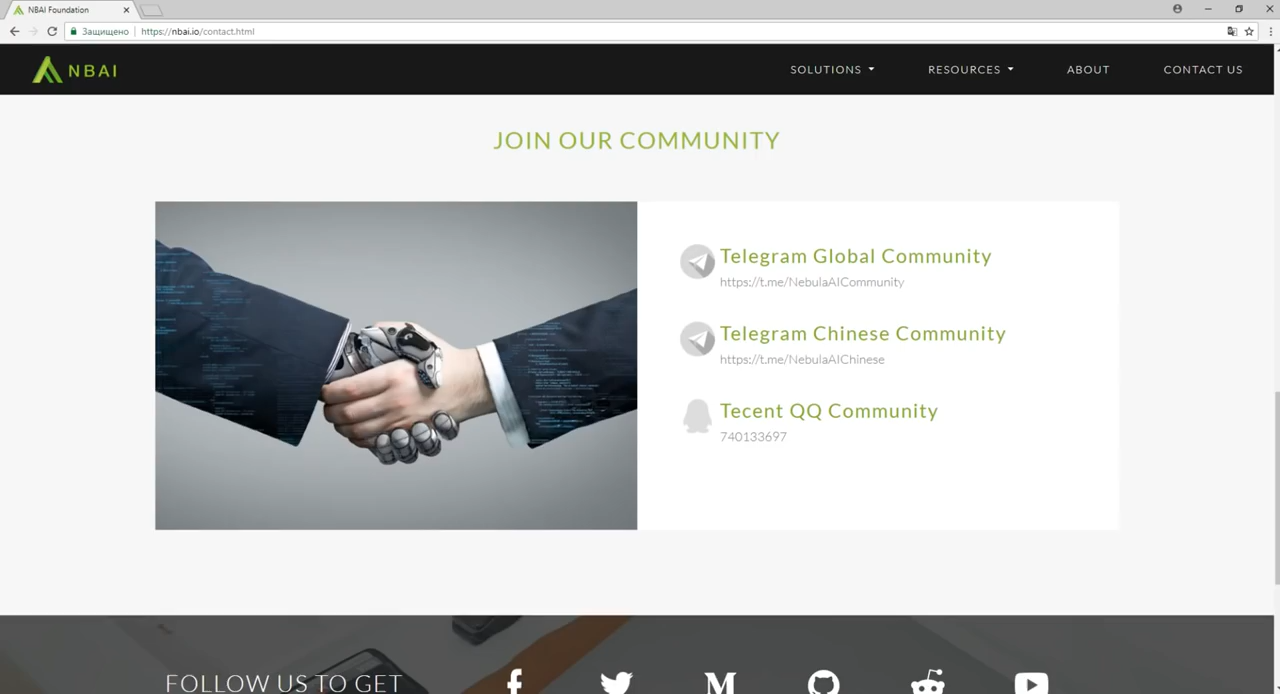 NBAI Foundation
Защищено
https://nbai.io/contact.html
NBAI
SOLUTIONS
RESOURCES
ABOUT
CONTACT US
JOIN OUR COMMUNITY
Telegram Global Community
https://t.me/NebulaAICommunity
Telegram Chinese Community
https://t.me/NebulaAIChinese
Tecent QQ Community
740133697
FOLLOW US TO GET